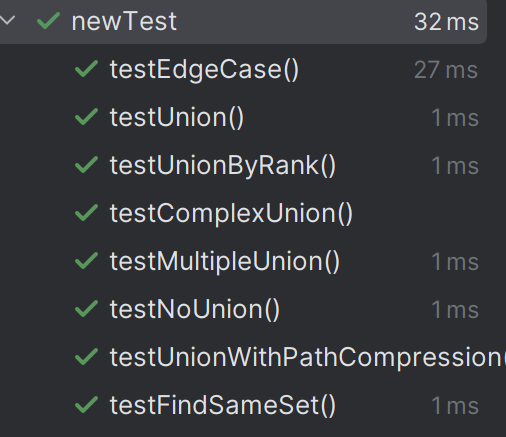 newTest 32 ms
testEdgeCase() 27 ms
testUnion() 1 ms
testUnionByRank() 1 ms
testComplexUnion()
testMultipleUnion() 1 ms
testNoUnion() 1 ms
testUnionWithPathCompression(
testFindSameSet() 1 ms